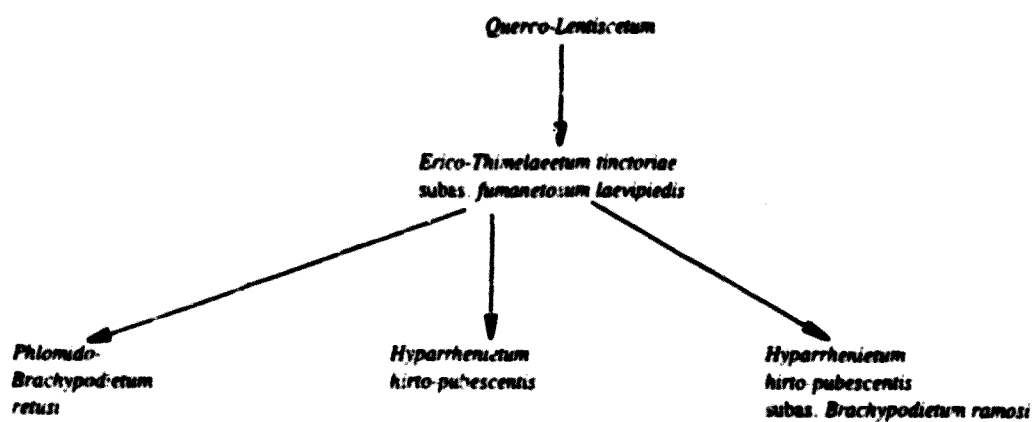 Querco-Lentiscetum
Erico-Thimelaeetum tinctoriae
subas. fumanetosum laevipiedis
Phlomido-
Brachypodietum
retusi
Hyparrhenietum
hirto-pubescentis
Hyparrhenietum
hirto-pubescentis
subas. Brachypodietum ramosi